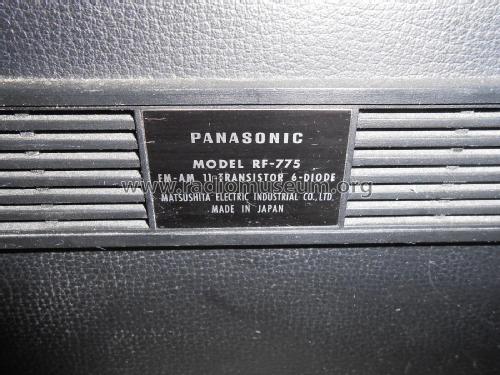 PANASONIC
MODEL RF-775
FM-AM 11-TRANSISTOR 6-DIODE
www.radiomuseum.org
MATSUSHITA ELECTRIC INDUSTRIAL CO., LTD.
MADE IN JAPAN